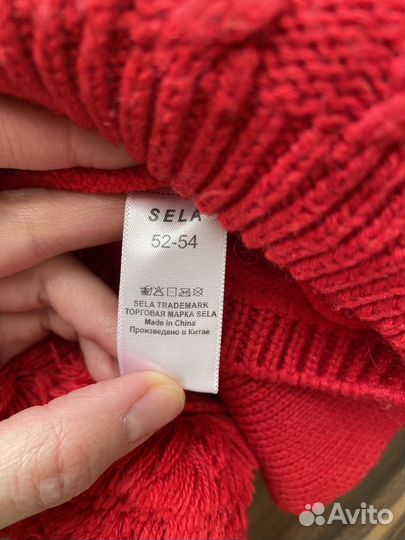 SELA
52-54
SELA TRADEMARK
ТОРГОВАЯ МАРКА SELA
Made in China
Произведено в Китае
Avito